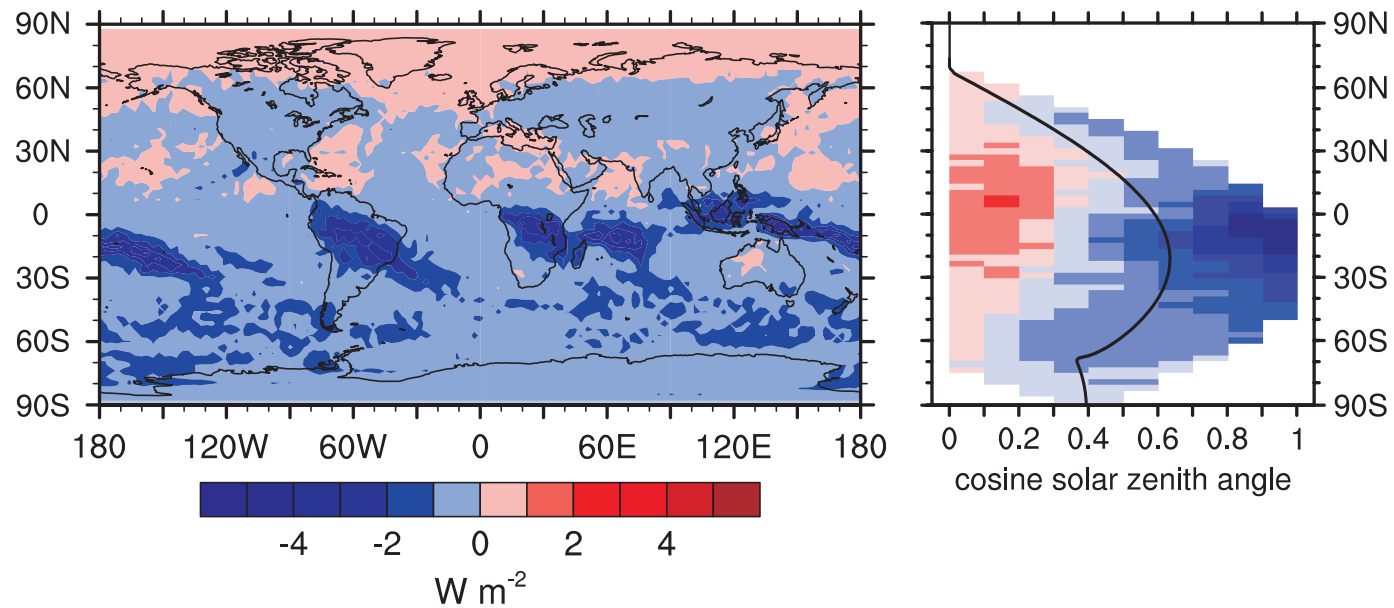 90N 90N
60N 60N
30N 30N
0 0
30S 30S
60S 60S
90S 90S
180 120W 60W 0 60E 120E 180 0 0.2 0.4 0.6 0.8 1
cosine solar zenith angle
-4 -2 0 2 4
W m⁻²